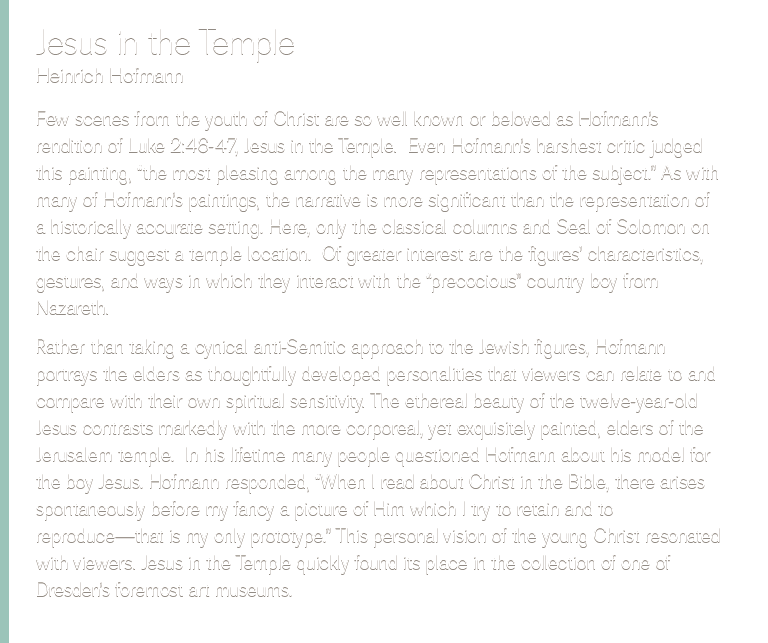 Jesus in the Temple
Heinrich Hofmann
Few scenes from the youth of Christ are so well known or beloved as Hofmann's
rendition of Luke 2:46-47, Jesus in the Temple.  Even Hofmann's harshest critic judged
this painting, “the most pleasing among the many representations of the subject.” As with
many of Hofmann's paintings, the narrative is more significant than the representation of
a historically accurate setting. Here, only the classical columns and Seal of Solomon on
the chair suggest a temple location.  Of greater interest are the figures' characteristics,
gestures, and ways in which they interact with the “precocious” country boy from
Nazareth.
Rather than taking a cynical anti-Semitic approach to the Jewish figures, Hofmann
portrays the elders as thoughtfully developed personalities that viewers can relate to and
compare with their own spiritual sensitivity. The ethereal beauty of the twelve-year-old
Jesus contrasts markedly with the more corporeal, yet exquisitely painted, elders of the
Jerusalem temple.  In his lifetime many people questioned Hofmann about his model for
the boy Jesus. Hofmann responded, “When I read about Christ in the Bible, there arises
spontaneously before my fancy a picture of Him which I try to retain and to
reproduce—that is my only prototype.” This personal vision of the young Christ resonated
with viewers. Jesus in the Temple quickly found its place in the collection of one of
Dresden's foremost art museums.